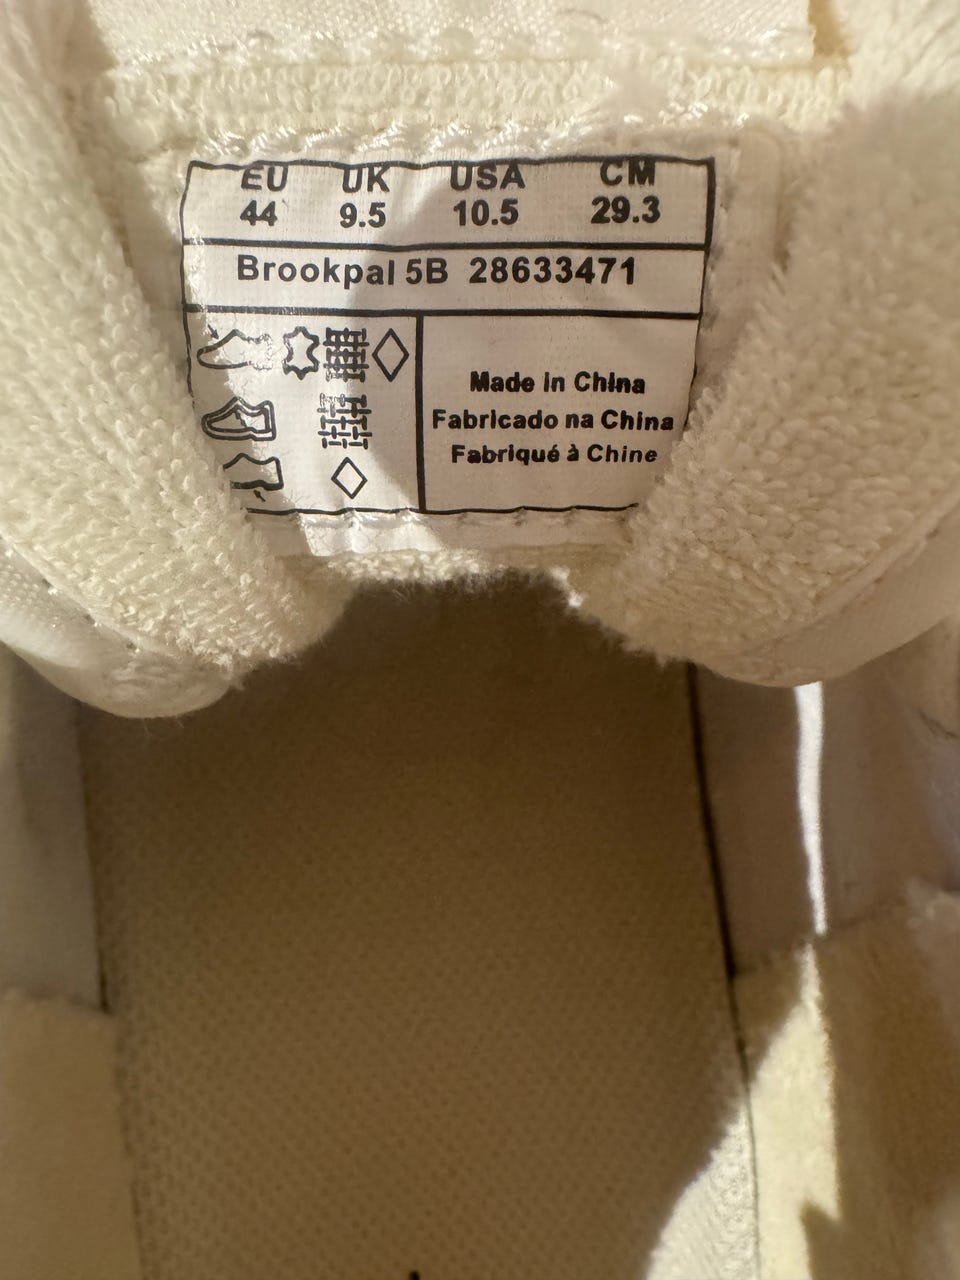 EU UK USA CM
44 9.5 10.5 29.3
Brookpal 5B 28633471
Made in China
Fabricado na China
Fabriqué à Chine